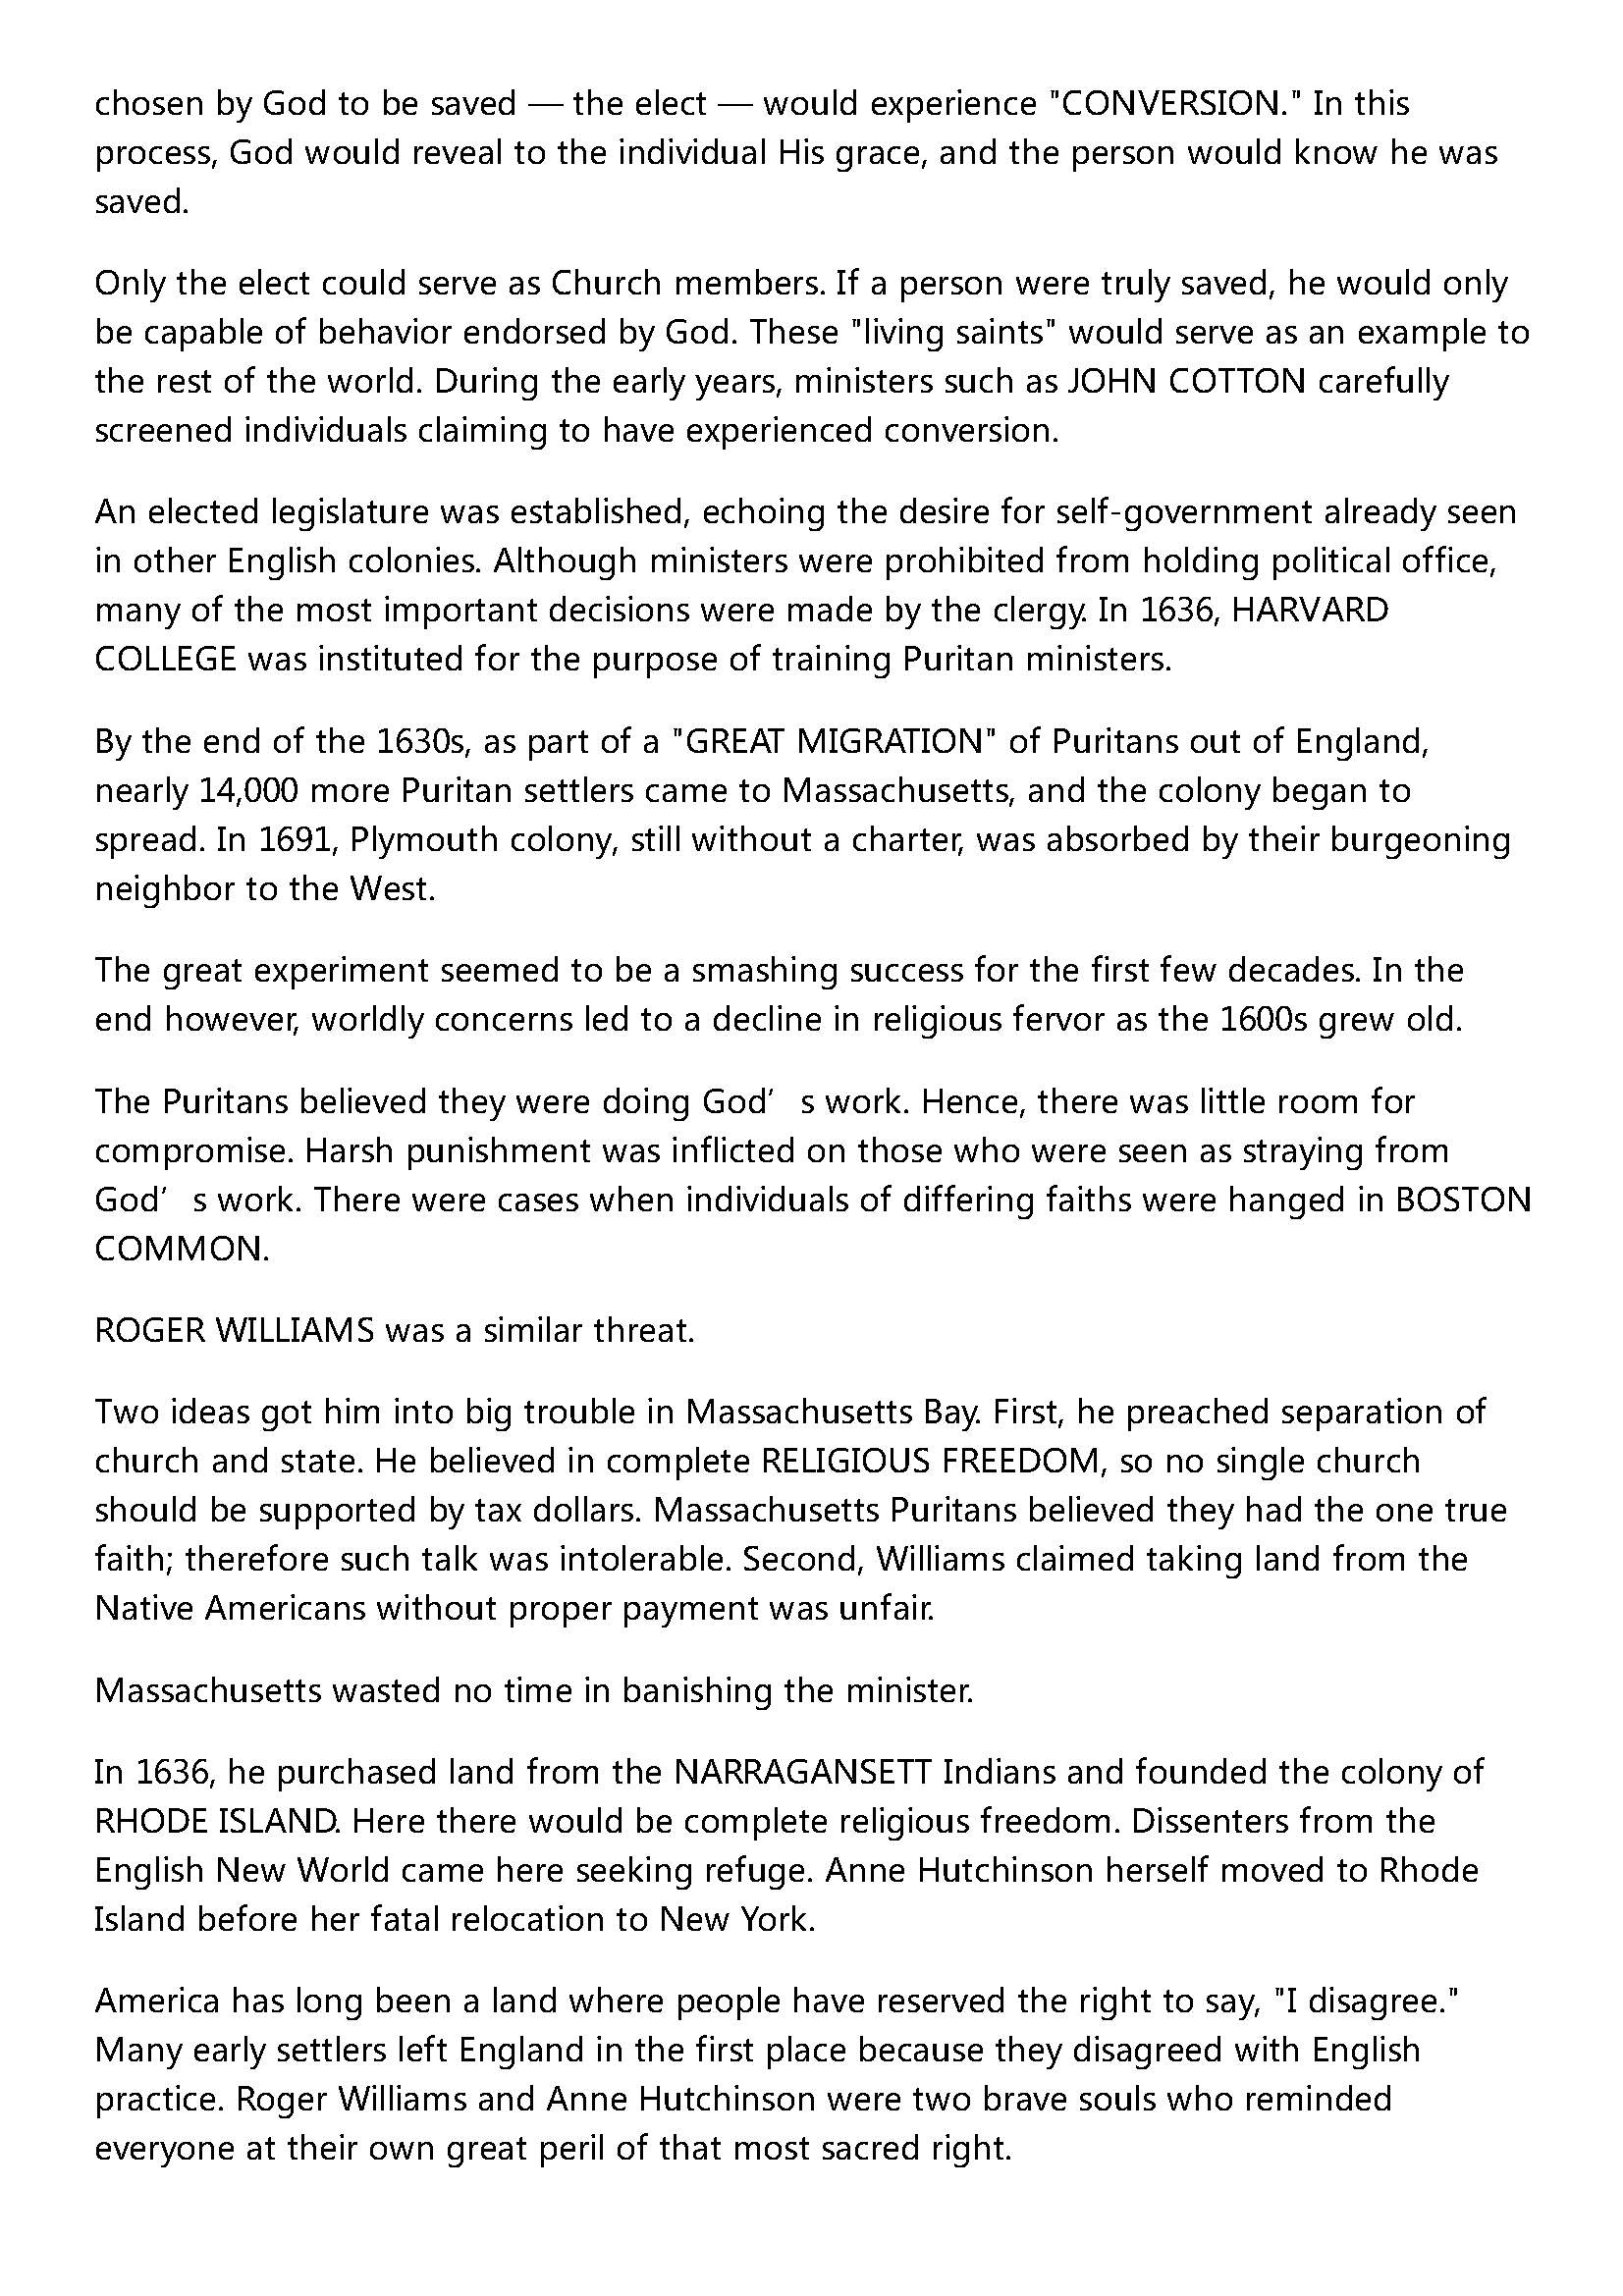 chosen by God to be saved — the elect — would experience "CONVERSION." In this
process, God would reveal to the individual His grace, and the person would know he was
saved.
Only the elect could serve as Church members. If a person were truly saved, he would only
be capable of behavior endorsed by God. These "living saints" would serve as an example to
the rest of the world. During the early years, ministers such as JOHN COTTON carefully
screened individuals claiming to have experienced conversion.
An elected legislature was established, echoing the desire for self-government already seen
in other English colonies. Although ministers were prohibited from holding political office,
many of the most important decisions were made by the clergy. In 1636, HARVARD
COLLEGE was instituted for the purpose of training Puritan ministers.
By the end of the 1630s, as part of a "GREAT MIGRATION" of Puritans out of England,
nearly 14,000 more Puritan settlers came to Massachusetts, and the colony began to
spread. In 1691, Plymouth colony, still without a charter, was absorbed by their burgeoning
neighbor to the West.
The great experiment seemed to be a smashing success for the first few decades. In the
end however, worldly concerns led to a decline in religious fervor as the 1600s grew old.
The Puritans believed they were doing God’s work. Hence, there was little room for
compromise. Harsh punishment was inflicted on those who were seen as straying from
God’s work. There were cases when individuals of differing faiths were hanged in BOSTON
COMMON.
ROGER WILLIAMS was a similar threat.
Two ideas got him into big trouble in Massachusetts Bay. First, he preached separation of
church and state. He believed in complete RELIGIOUS FREEDOM, so no single church
should be supported by tax dollars. Massachusetts Puritans believed they had the one true
faith; therefore such talk was intolerable. Second, Williams claimed taking land from the
Native Americans without proper payment was unfair.
Massachusetts wasted no time in banishing the minister.
In 1636, he purchased land from the NARRAGANSETT Indians and founded the colony of
RHODE ISLAND. Here there would be complete religious freedom. Dissenters from the
English New World came here seeking refuge. Anne Hutchinson herself moved to Rhode
Island before her fatal relocation to New York.
America has long been a land where people have reserved the right to say, "I disagree."
Many early settlers left England in the first place because they disagreed with English
practice. Roger Williams and Anne Hutchinson were two brave souls who reminded
everyone at their own great peril of that most sacred right.